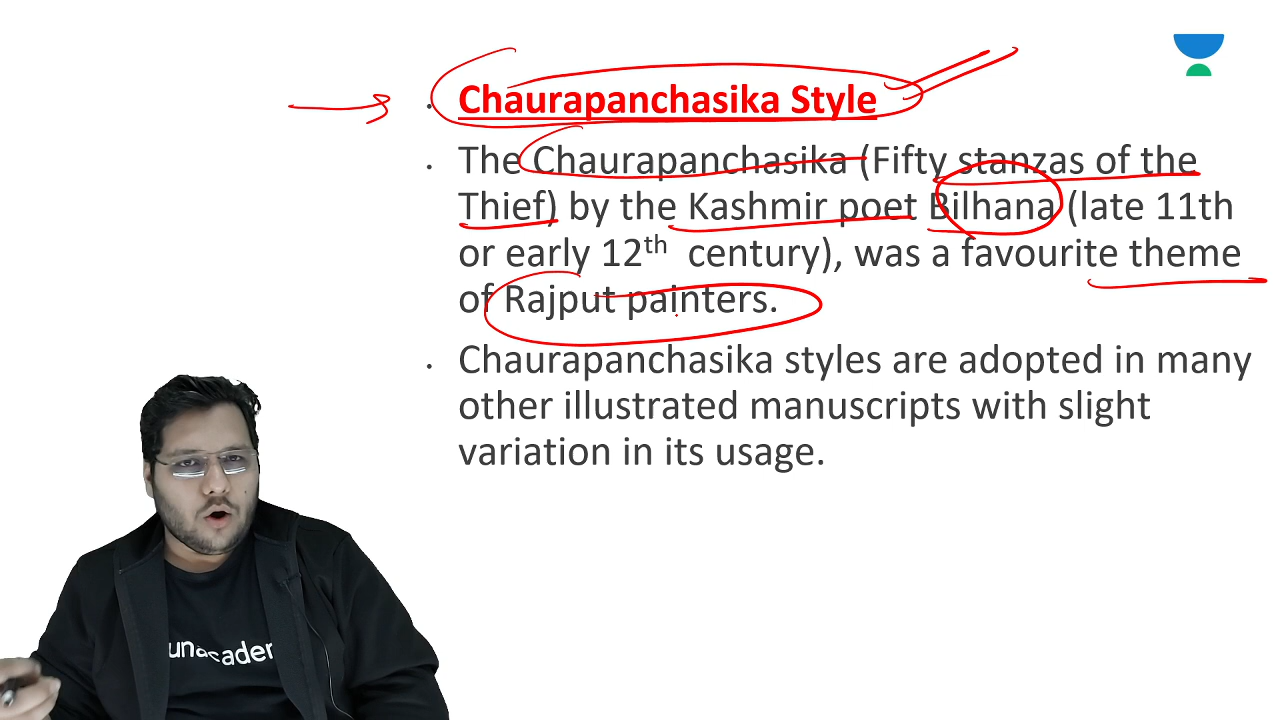 Chaurapanchasika Style
The Chaurapanchasika (Fifty stanzas of the
Thief) by the Kashmir poet Bilhana (late 11th
or early 12th century), was a favourite theme
of Rajput painters.
Chaurapanchasika styles are adopted in many
other illustrated manuscripts with slight
variation in its usage.
unacader